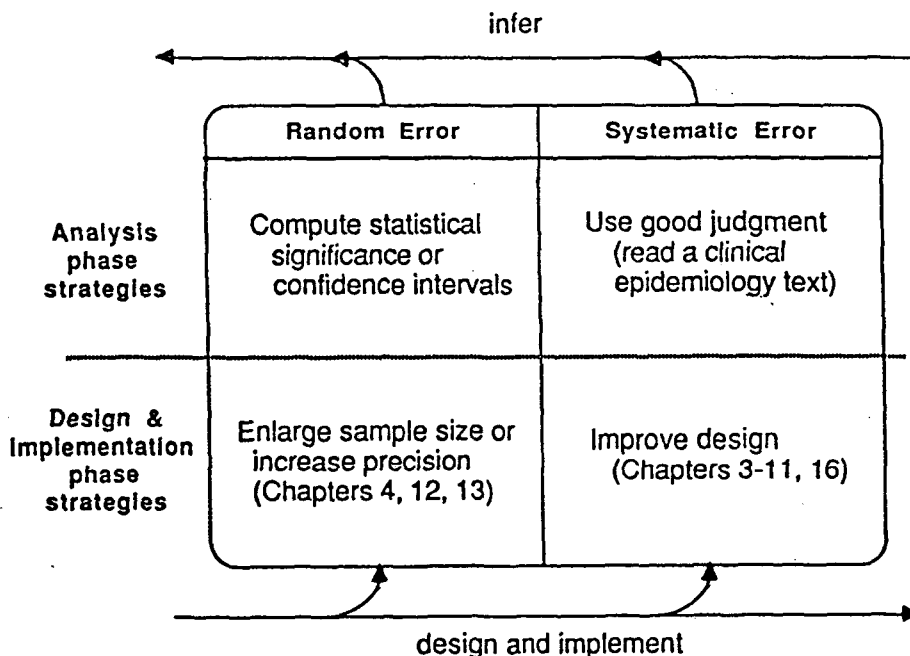 infer
Random Error
Systematic Error
Analysis
phase
strategies
Compute statistical
significance or
confidence intervals
Use good judgment
(read a clinical
epidemiology text)
Design &
Implementation
phase
strategies
Enlarge sample size or
increase precision
(Chapters 4, 12, 13)
Improve design
(Chapters 3-11, 16)
design and implement